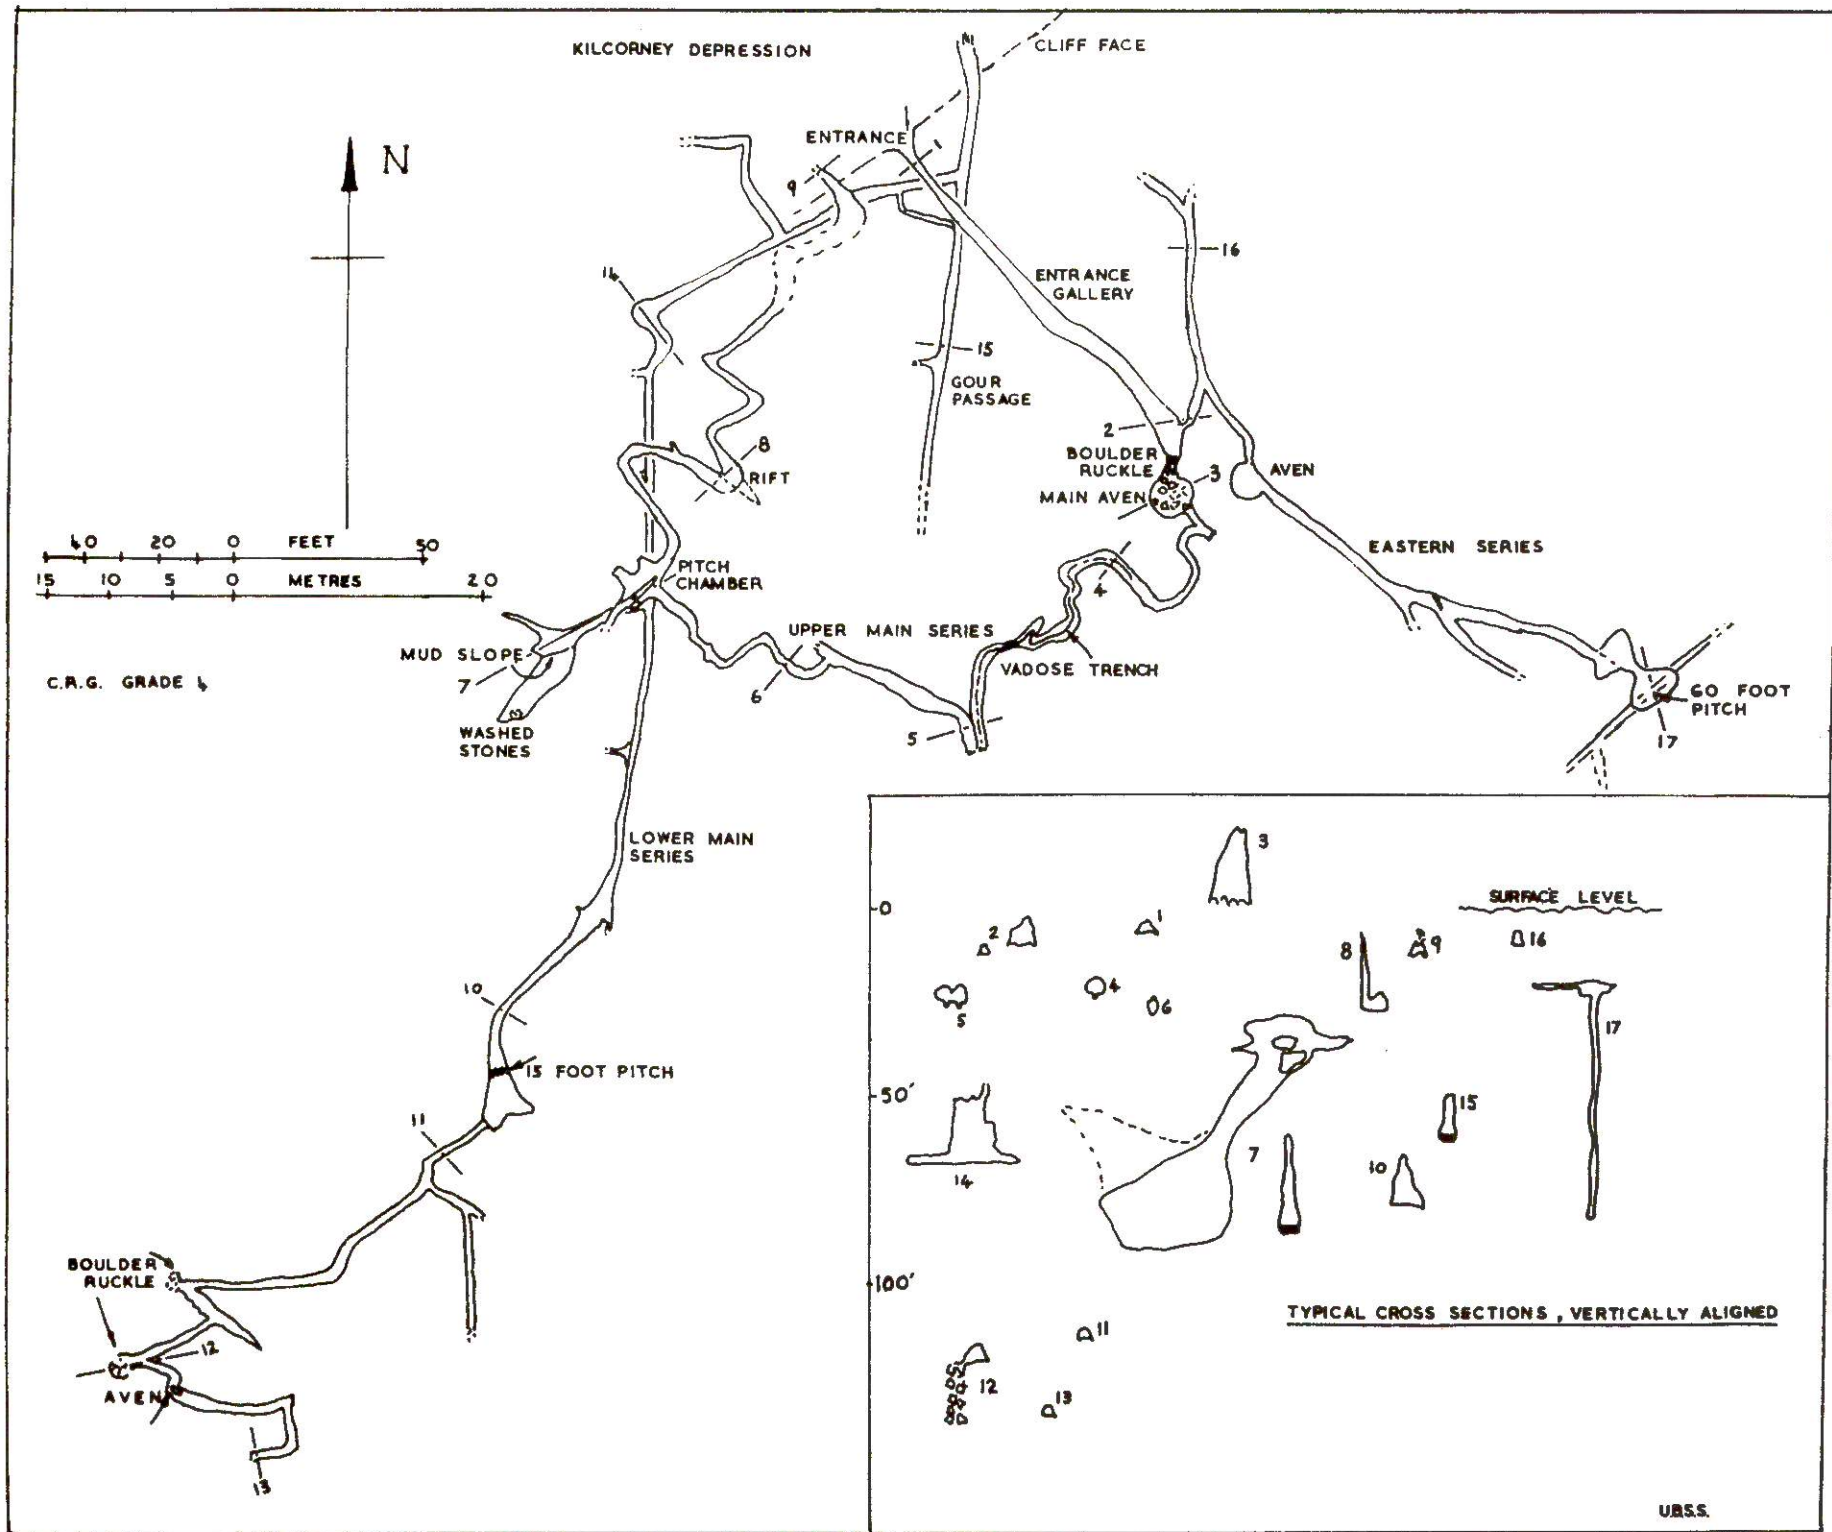 KILCORNEY DEPRESSION
CLIFF FACE
N
ENTRANCE
1
9
16
14
ENTRANCE
GALLERY
15
GOUR
PASSAGE
2
BOULDER
RUCKLE
3
AVEN
MAIN AVEN
8
RIFT
40 20 0 FEET 50
15 10 5 0 METRES 20
EASTERN SERIES
PITCH
CHAMBER
4
UPPER MAIN SERIES
MUD SLOPE
7
VADOSE TRENCH
C.R.G. GRADE 4
6
60 FOOT
PITCH
WASHED
STONES
5
17
LOWER MAIN
SERIES
10
15 FOOT PITCH
11
BOULDER
RUCKLE
12
AVEN
13
3
0
SURFACE LEVEL
2
1
8
9
16
5
4
6
17
50'
15
14
7
10
100'
TYPICAL CROSS SECTIONS, VERTICALLY ALIGNED
11
12
13
U.B.S.S.